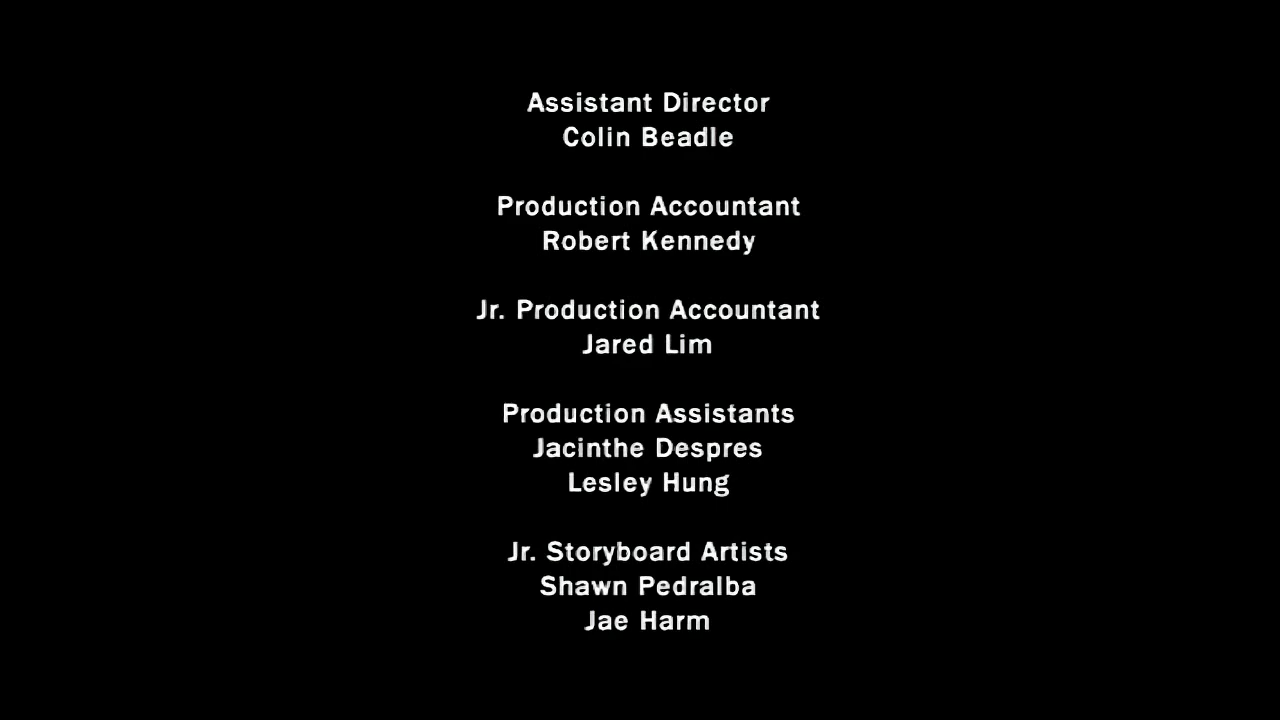 Assistant Director
Colin Beadle
Production Accountant
Robert Kennedy
Jr. Production Accountant
Jared Lim
Production Assistants
Jacinthe Despres
Lesley Hung
Jr. Storyboard Artists
Shawn Pedralba
Jae Harm